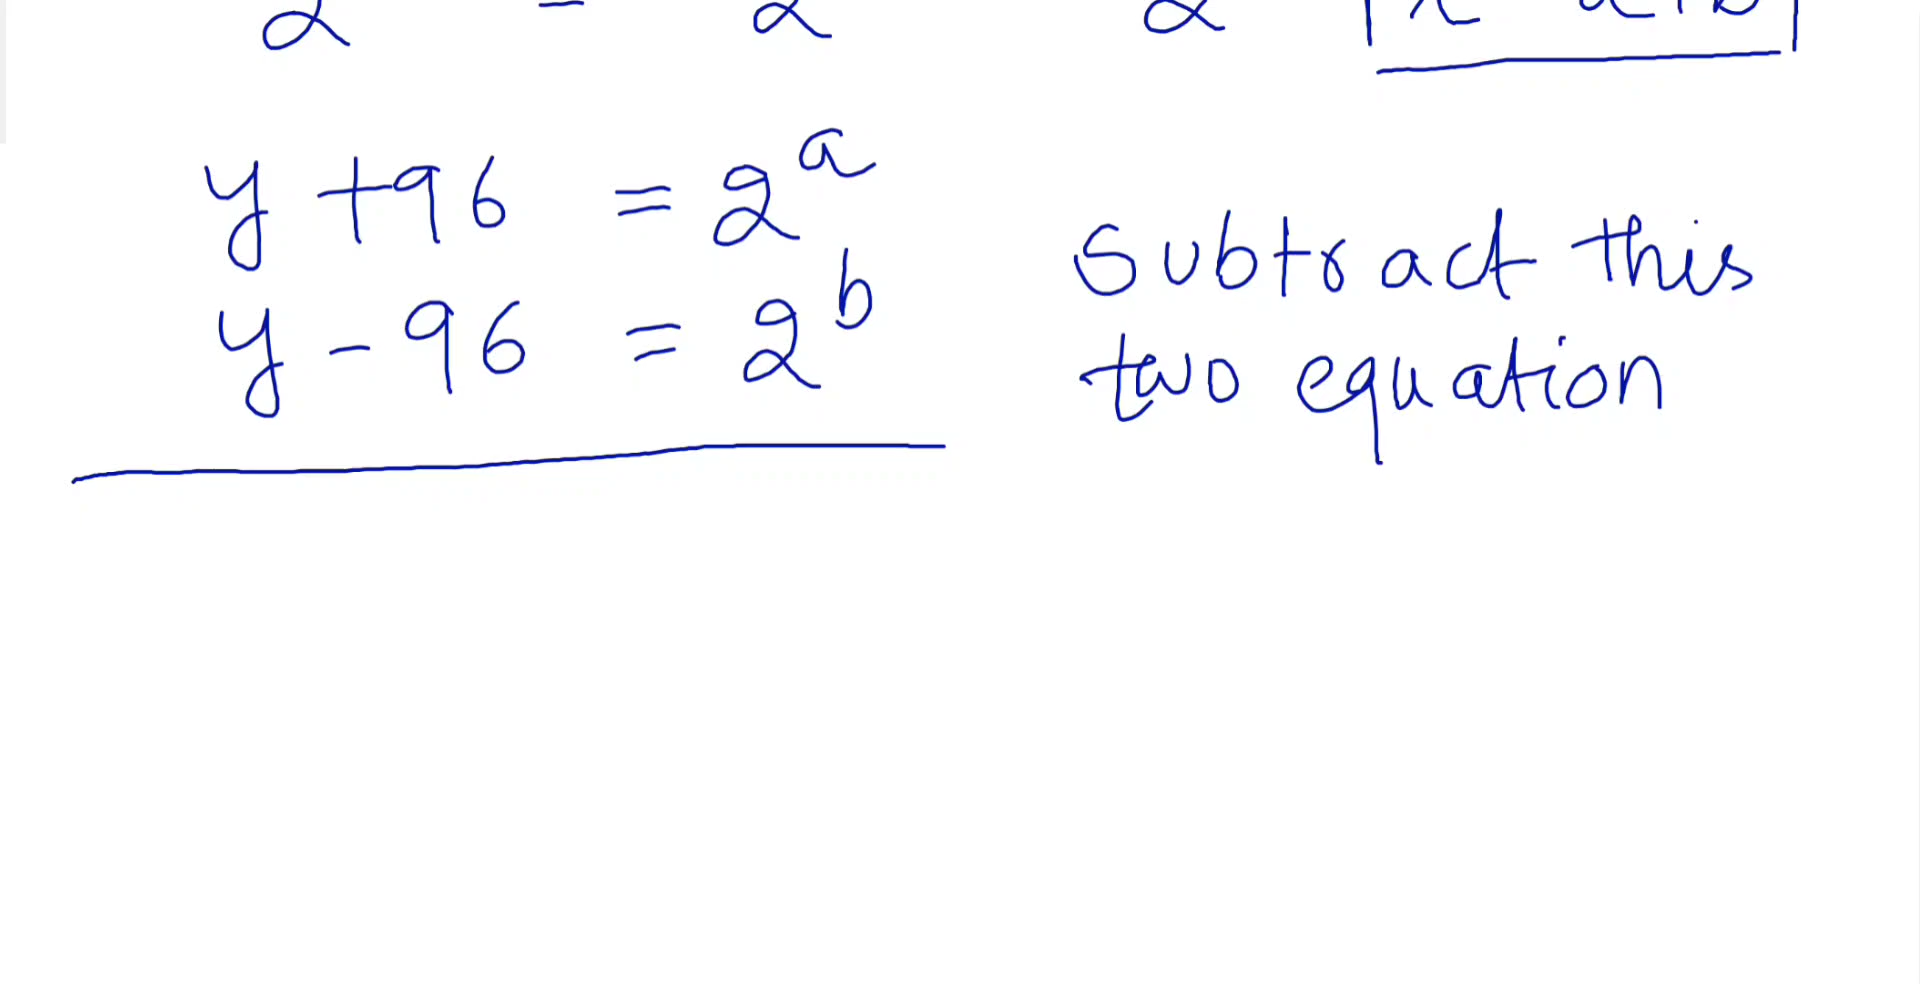 y + 96 = 2^a
y - 96 = 2^b
Subtract this
two equation